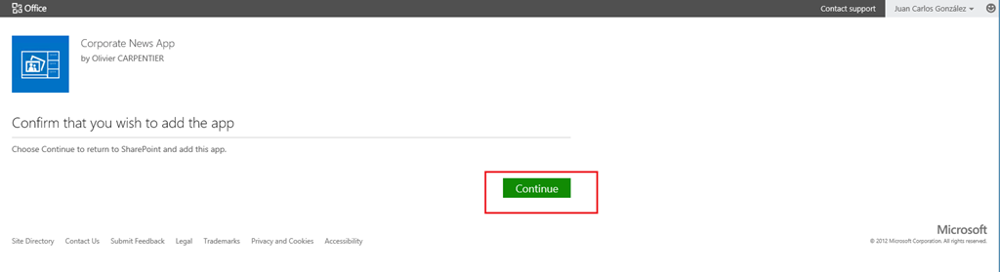 Office
Contact support
Juan Carlos González
Corporate News App
by Olivier CARPENTIER
Confirm that you wish to add the app
Choose Continue to return to SharePoint and add this app.
Continue
Microsoft
Site Directory Contact Us Submit Feedback Legal Trademarks Privacy and Cookies Accessibility
© 2012 Microsoft Corporation. All rights reserved.